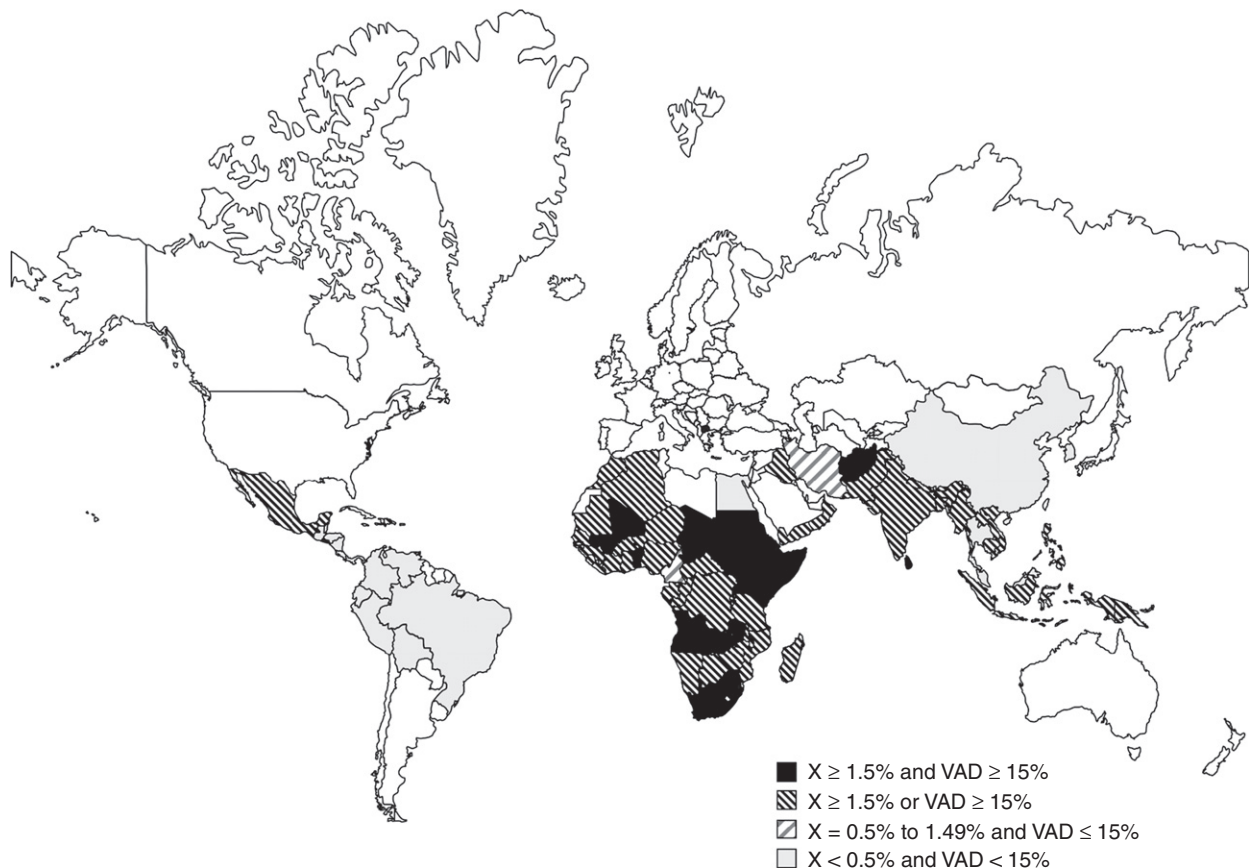 X ≥ 1.5% and VAD ≥ 15%
X ≥ 1.5% or VAD ≥ 15%
X = 0.5% to 1.49% and VAD ≤ 15%
X < 0.5% and VAD < 15%